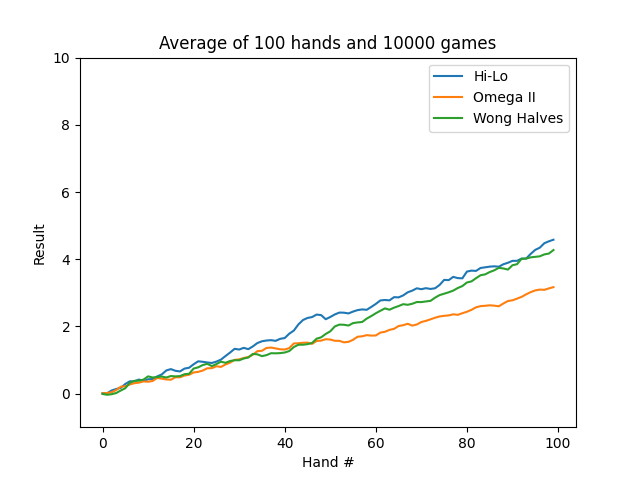 Average of 100 hands and 10000 games
Hi-Lo
Omega II
Wong Halves
10
8
6
4
2
0
Result
0 20 40 60 80 100
Hand #